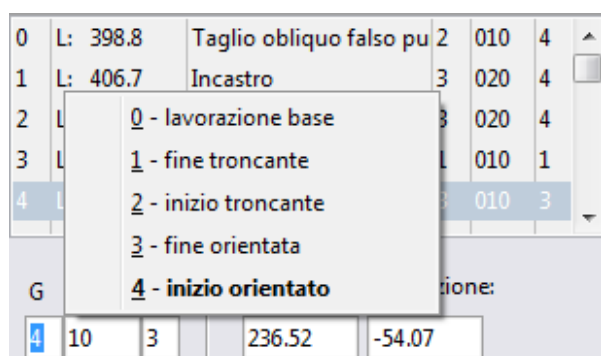 0 L: 398.8 Taglio obliquo falso pu 2 010 4
1 L: 406.7 Incastro 3 020 4
2 L 3 020 4
3 L 1 010 1
4 L 3 010 3
0 - lavorazione base
1 - fine troncante
2 - inizio troncante
3 - fine orientata
4 - inizio orientato
G zione:
4 10 3 236.52 -54.07